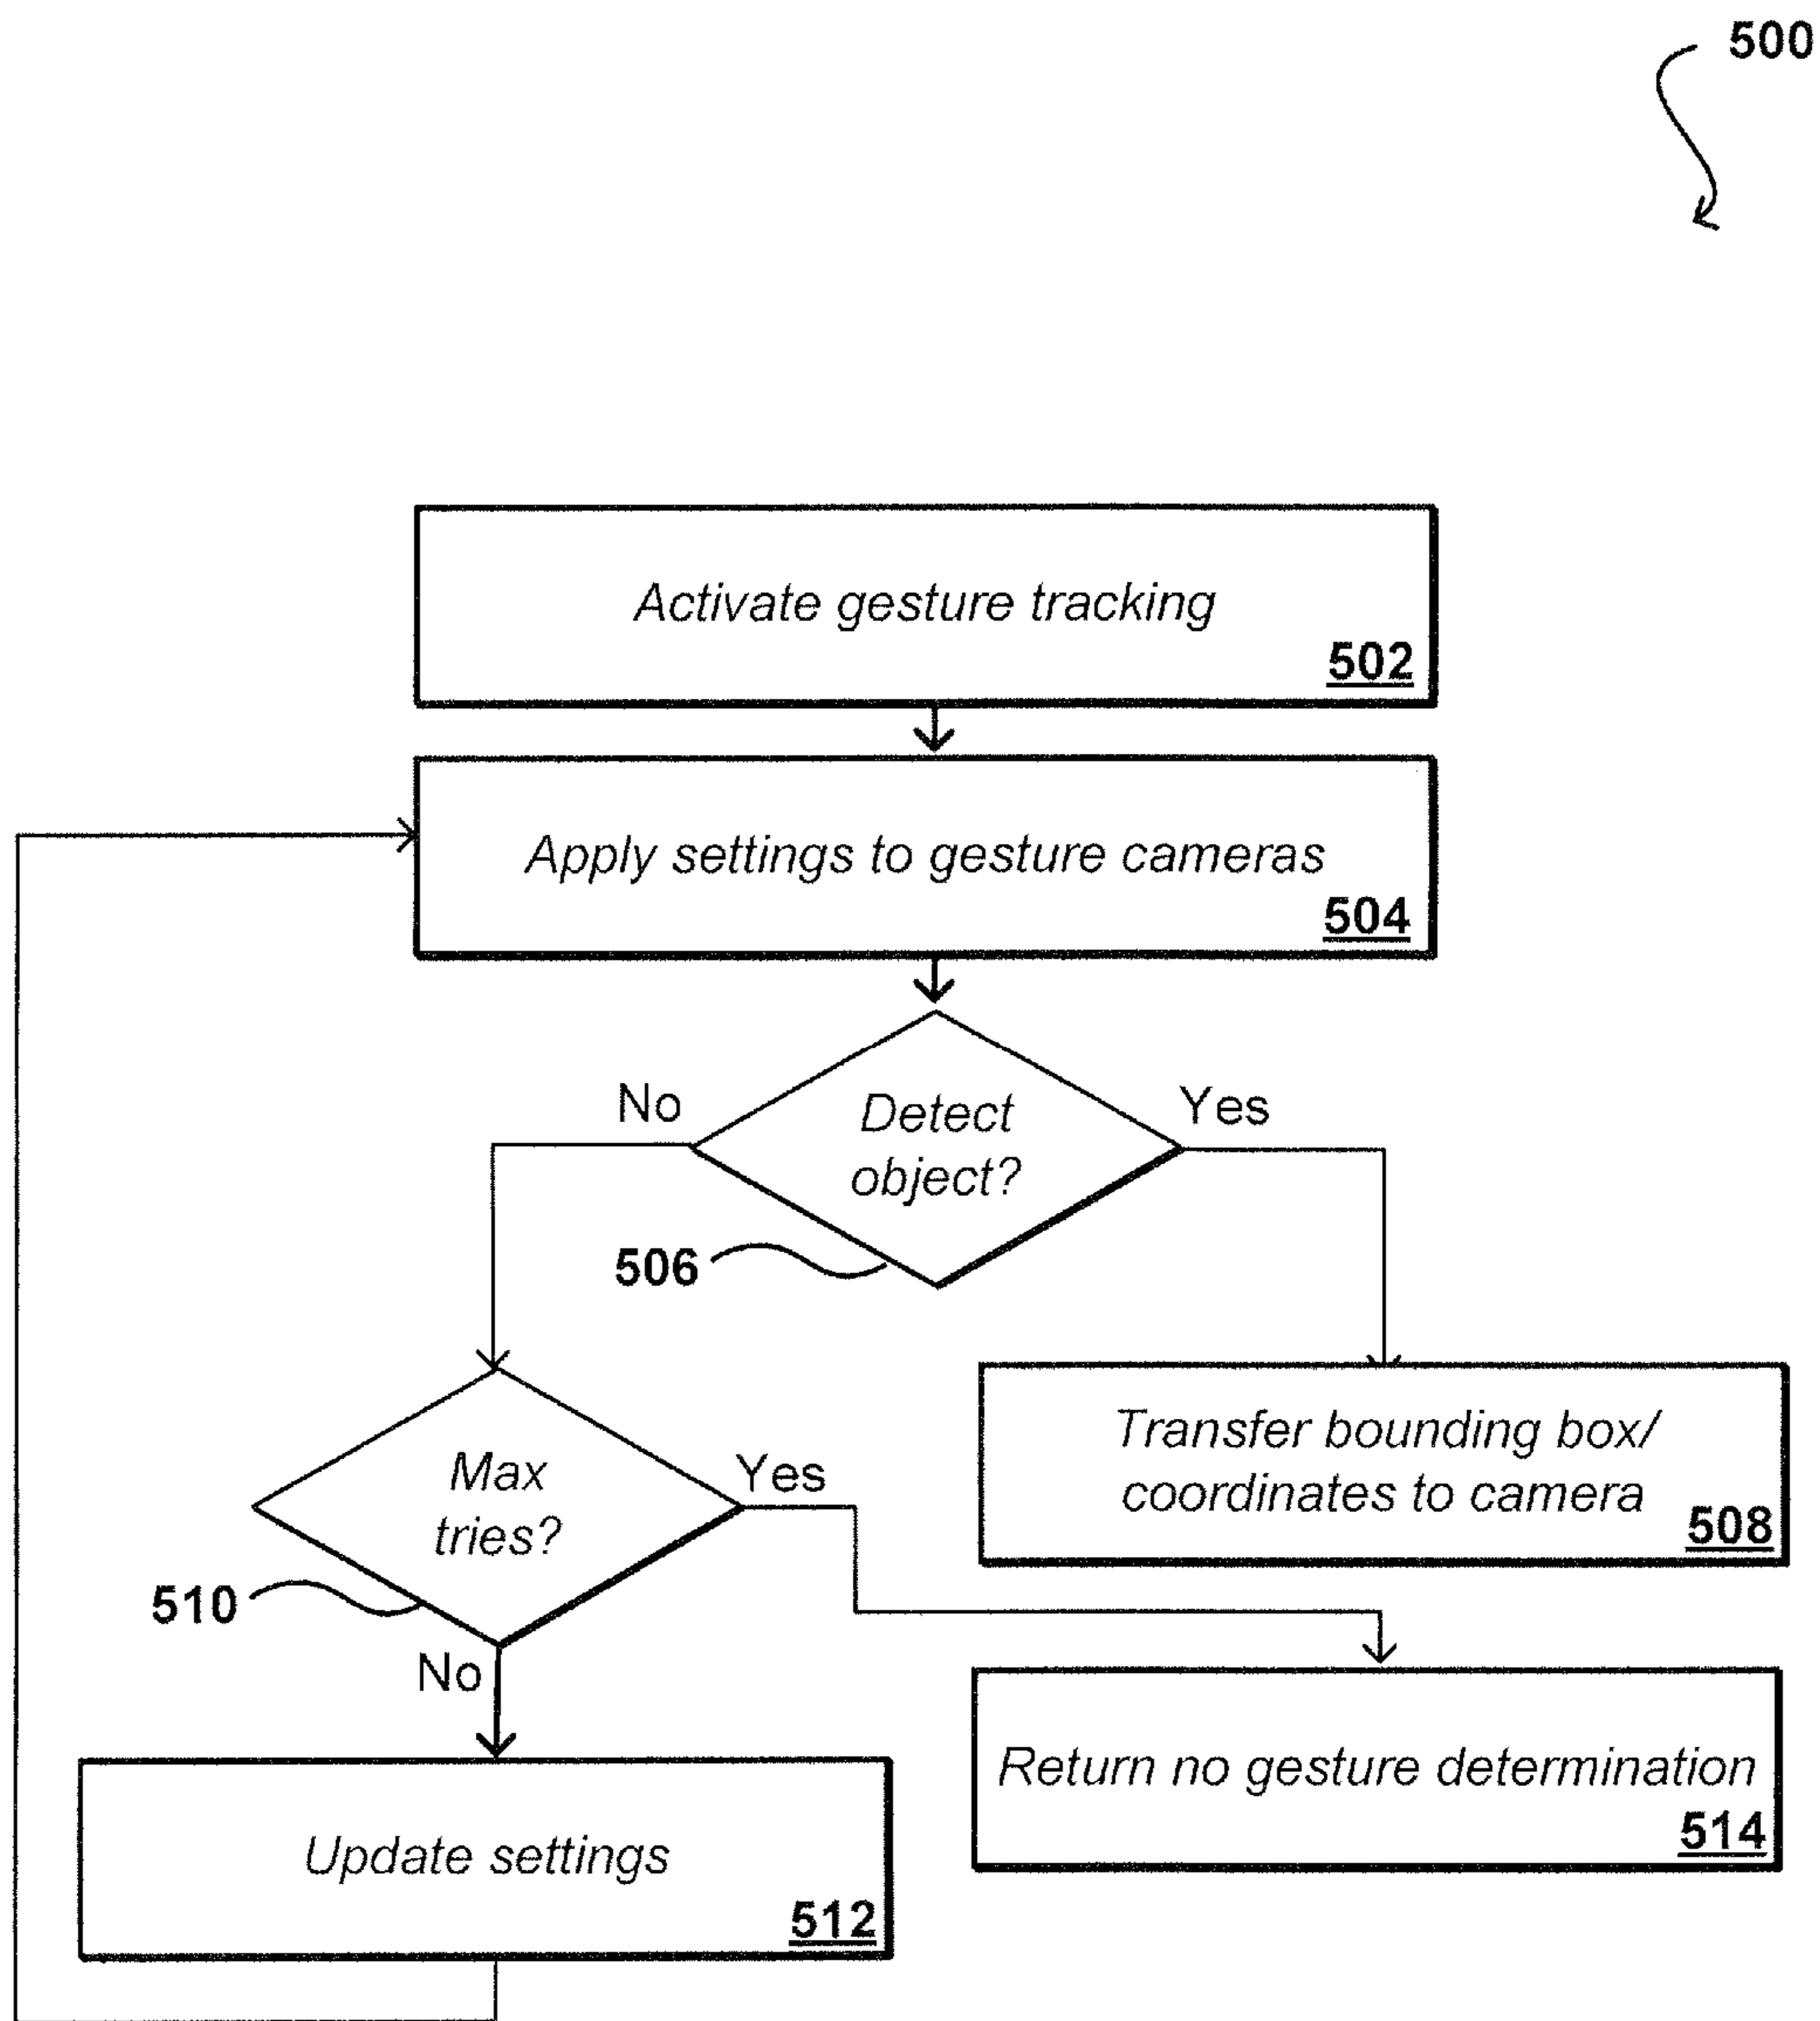 500
Activate gesture tracking
502
Apply settings to gesture cameras
504
No
Yes
Detect
object?
506
Max
tries?
Yes
510
No
Transfer bounding box/
coordinates to camera
508
Return no gesture determination
514
Update settings
512